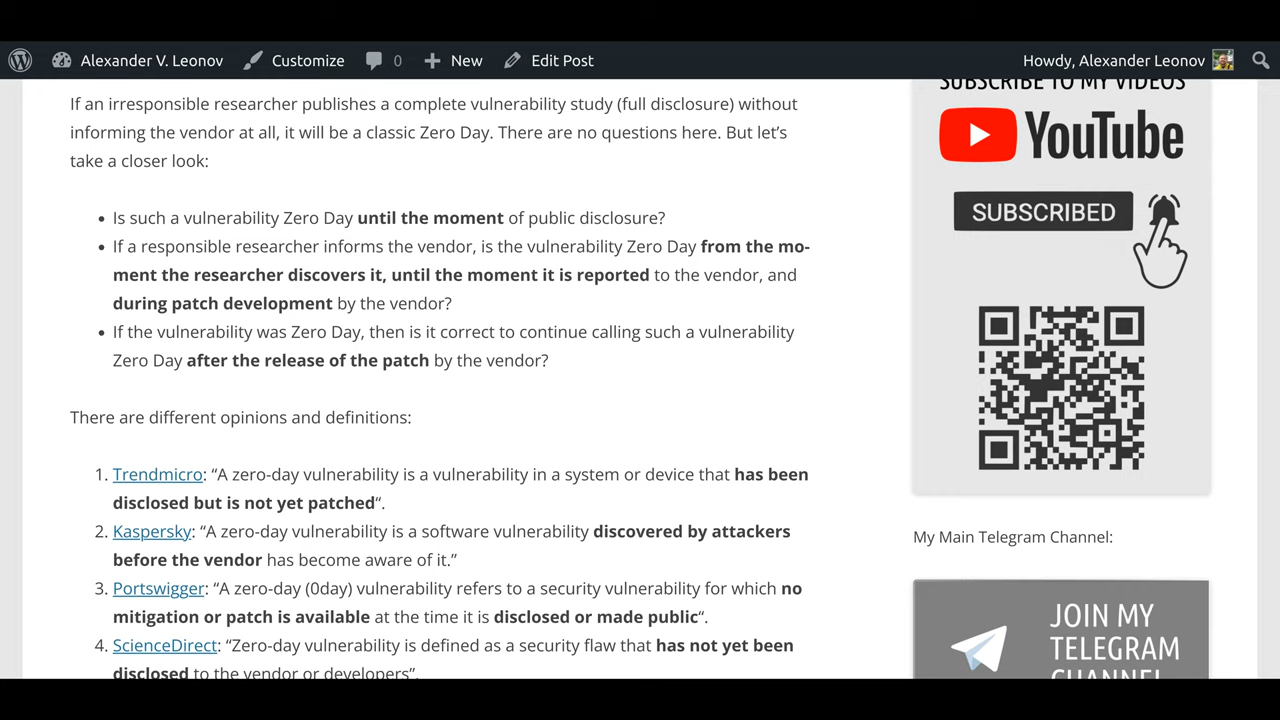 Alexander V. Leonov Customize 0 New Edit Post Howdy, Alexander Leonov
If an irresponsible researcher publishes a complete vulnerability study (full disclosure) without
informing the vendor at all, it will be a classic Zero Day. There are no questions here. But let’s
take a closer look:
• Is such a vulnerability Zero Day until the moment of public disclosure?
• If a responsible researcher informs the vendor, is the vulnerability Zero Day from the mo-
ment the researcher discovers it, until the moment it is reported to the vendor, and
during patch development by the vendor?
• If the vulnerability was Zero Day, then is it correct to continue calling such a vulnerability
Zero Day after the release of the patch by the vendor?
There are different opinions and definitions:
1. Trendmicro: “A zero-day vulnerability is a vulnerability in a system or device that has been
disclosed but is not yet patched“.
2. Kaspersky: “A zero-day vulnerability is a software vulnerability discovered by attackers
before the vendor has become aware of it.”
3. Portswigger: “A zero-day (0day) vulnerability refers to a security vulnerability for which no
mitigation or patch is available at the time it is disclosed or made public“.
4. ScienceDirect: “Zero-day vulnerability is defined as a security flaw that has not yet been
disclosed to the vendor or developers”.
SUBSCRIBE TO MY VIDEOS
YouTube
SUBSCRIBED
My Main Telegram Channel:
JOIN MY
TELEGRAM
CHANNEL